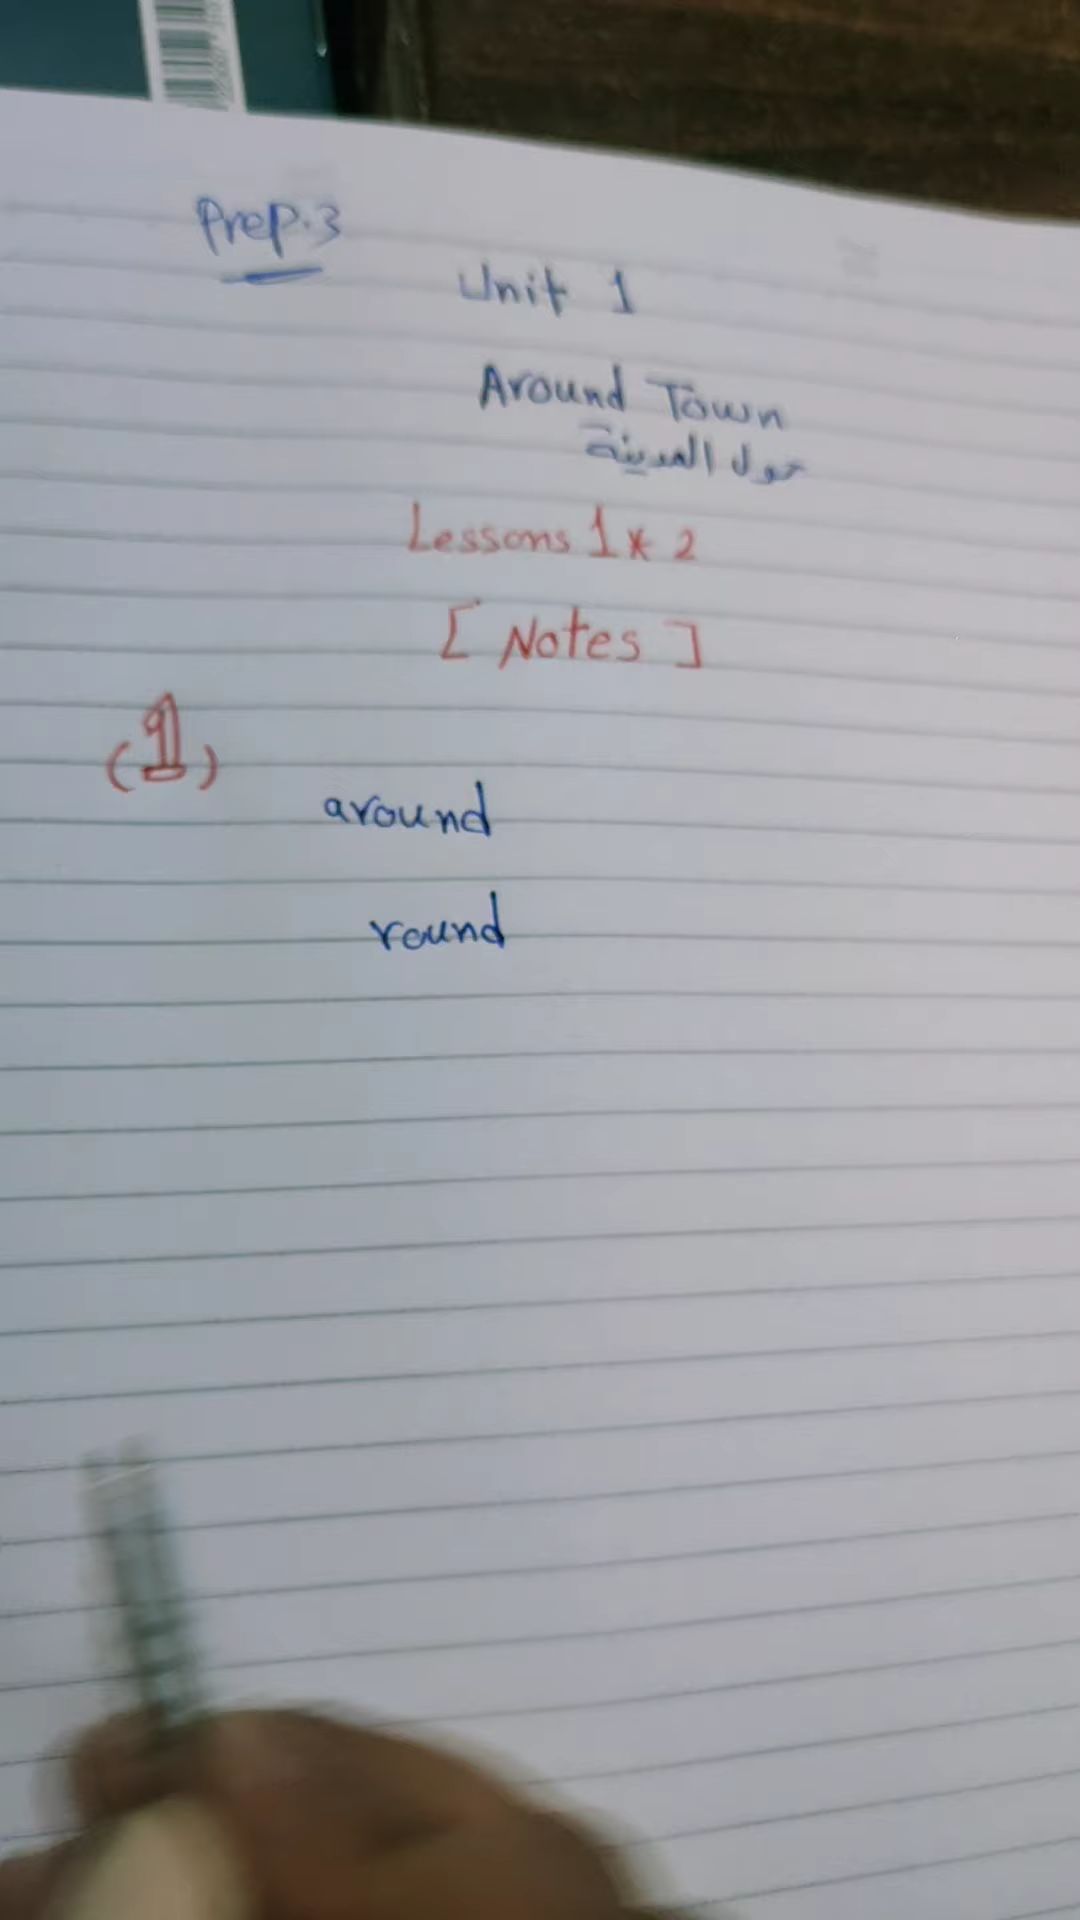 Prep.3
Unit 1
Around Town
حول المدينة
Lessons 1 & 2
[ Notes ]
(1)
around
round